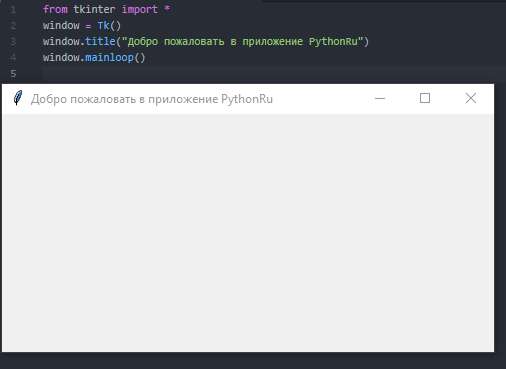 1 from tkinter import *
2 window = Tk()
3 window.title("Добро пожаловать в приложение PythonRu")
4 window.mainloop()
5
Добро пожаловать в приложение PythonRu